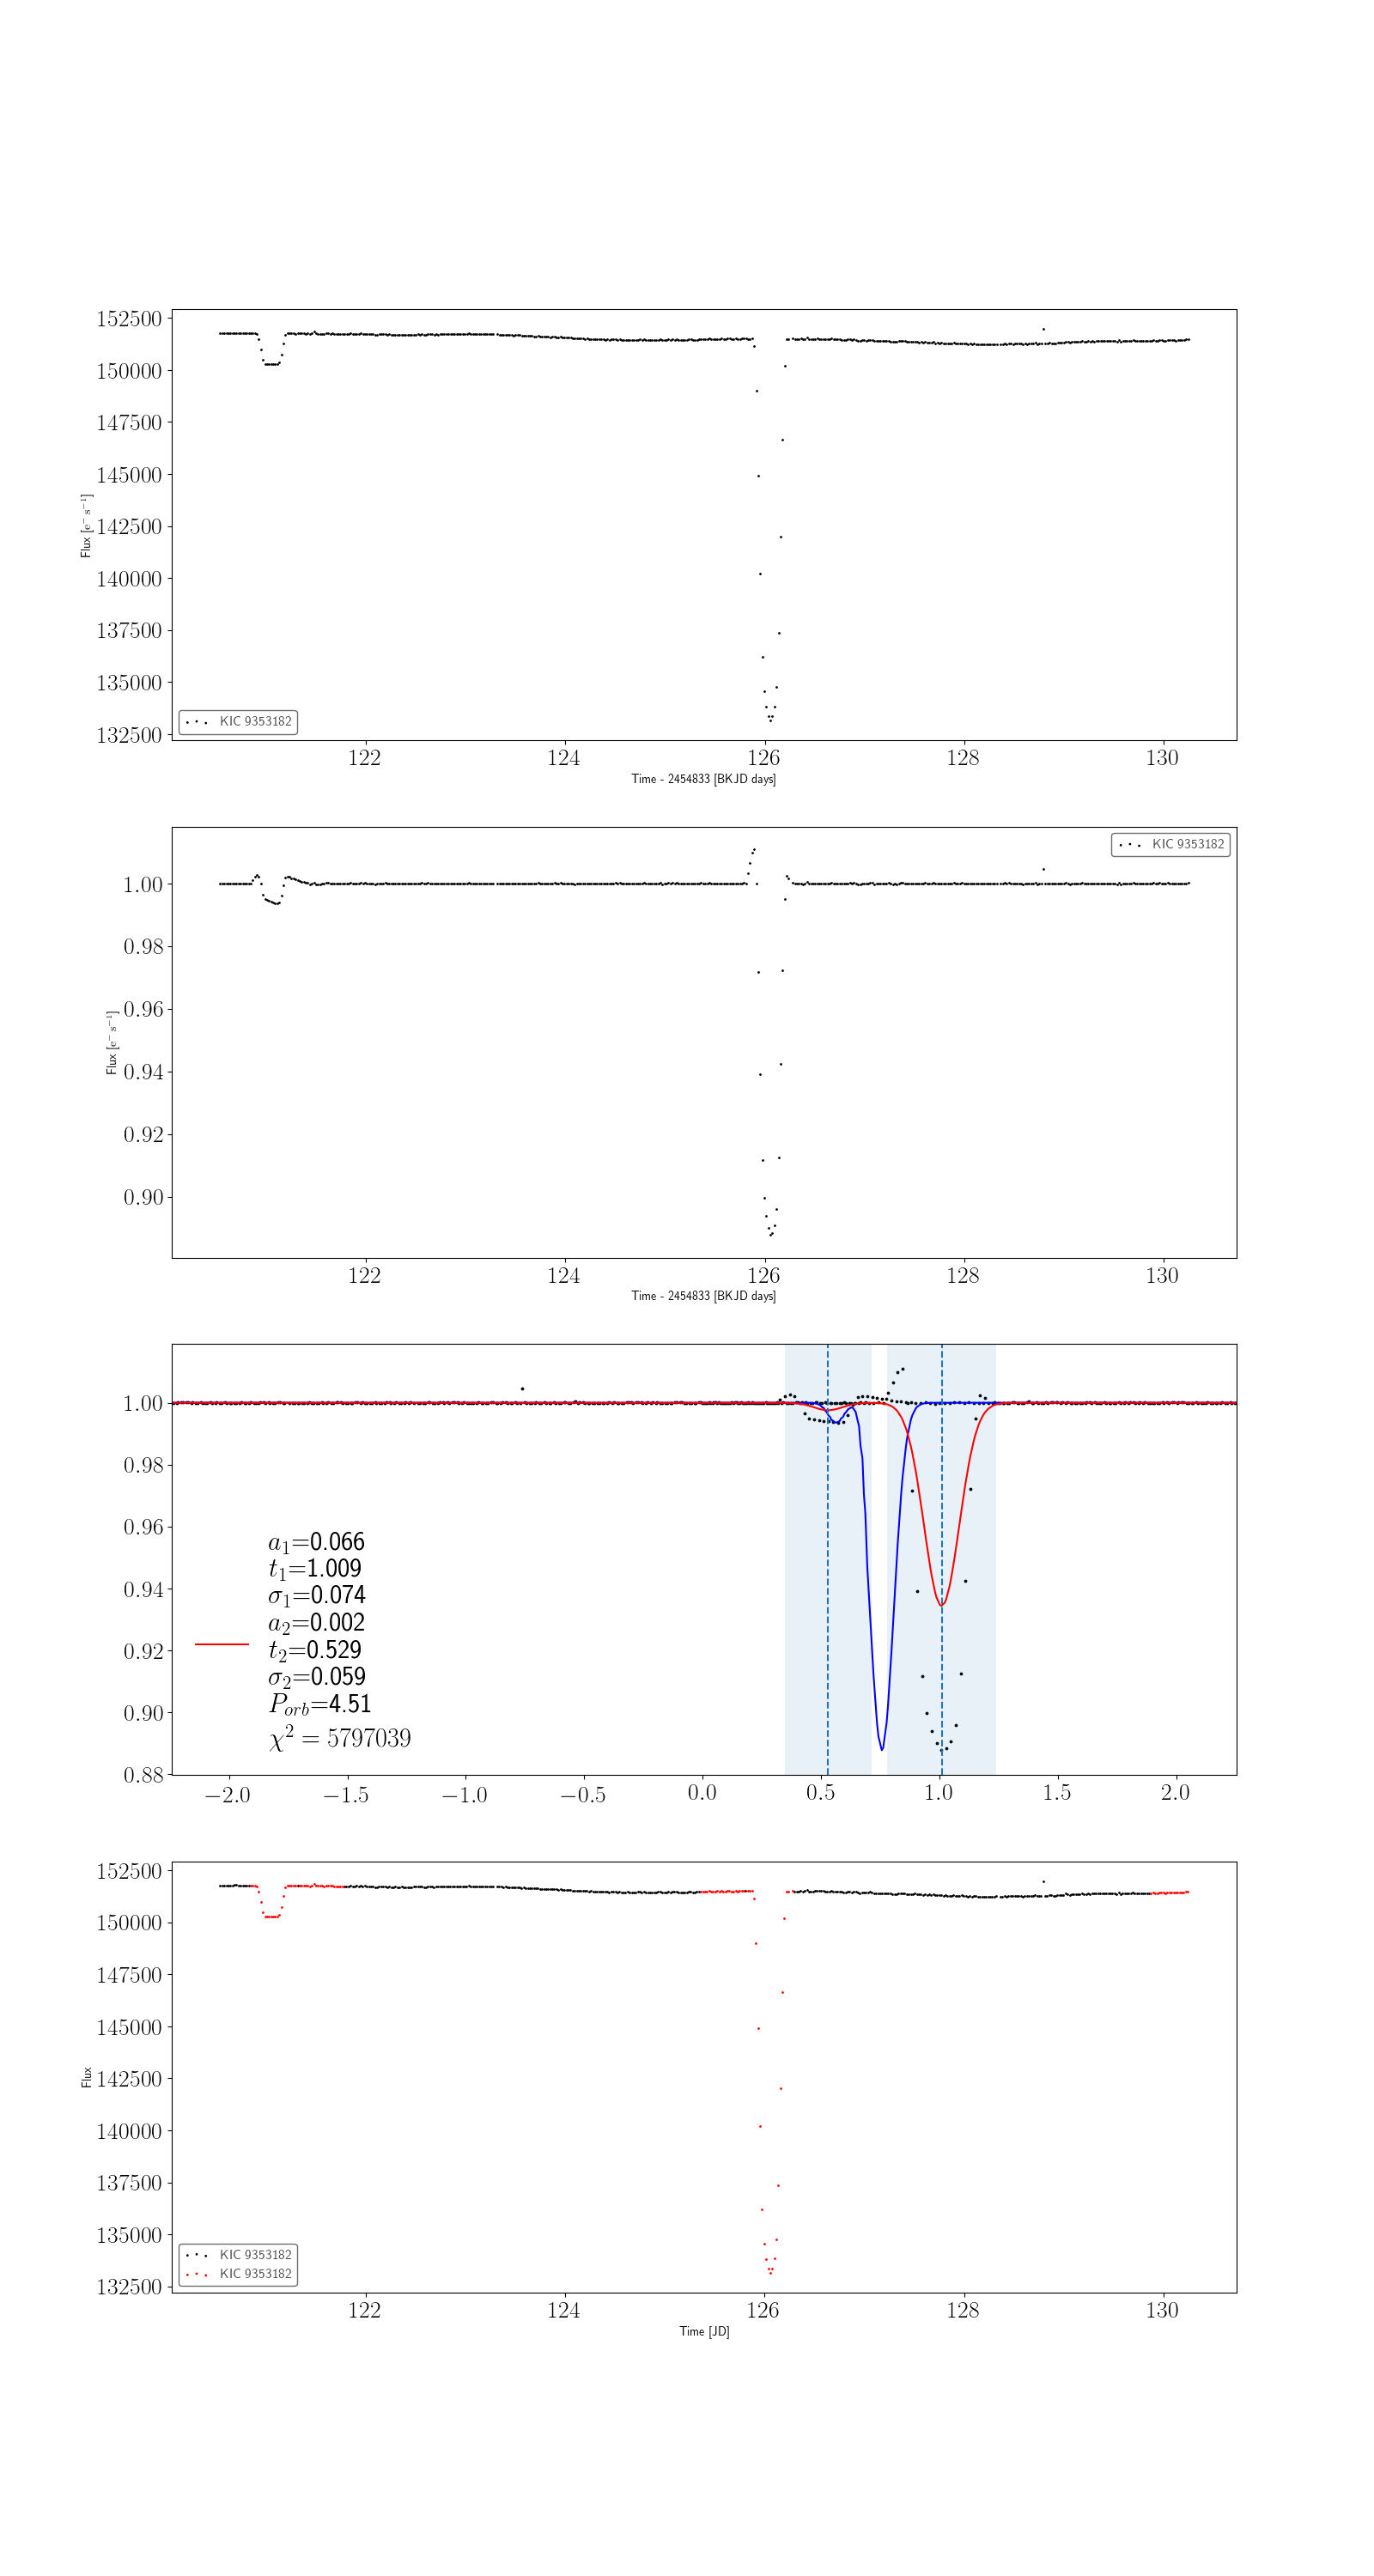 152500
150000
147500
145000
142500
140000
137500
135000
132500
Flux [e⁻ s⁻¹]
KIC 9353182
122 124 126 128 130
Time - 2454833 [BKJD days]
KIC 9353182
1.00
0.98
0.96
0.94
0.92
0.90
Flux [e⁻ s⁻¹]
122 124 126 128 130
Time - 2454833 [BKJD days]
1.00
0.98
0.96
0.94
0.92
0.90
0.88
a₁=0.066
t₁=1.009
σ₁=0.074
a₂=0.002
t₂=0.529
σ₂=0.059
P_orb=4.51
χ² = 5797039
−2.0 −1.5 −1.0 −0.5 0.0 0.5 1.0 1.5 2.0
152500
150000
147500
145000
142500
140000
137500
135000
132500
Flux
KIC 9353182
KIC 9353182
122 124 126 128 130
Time [JD]